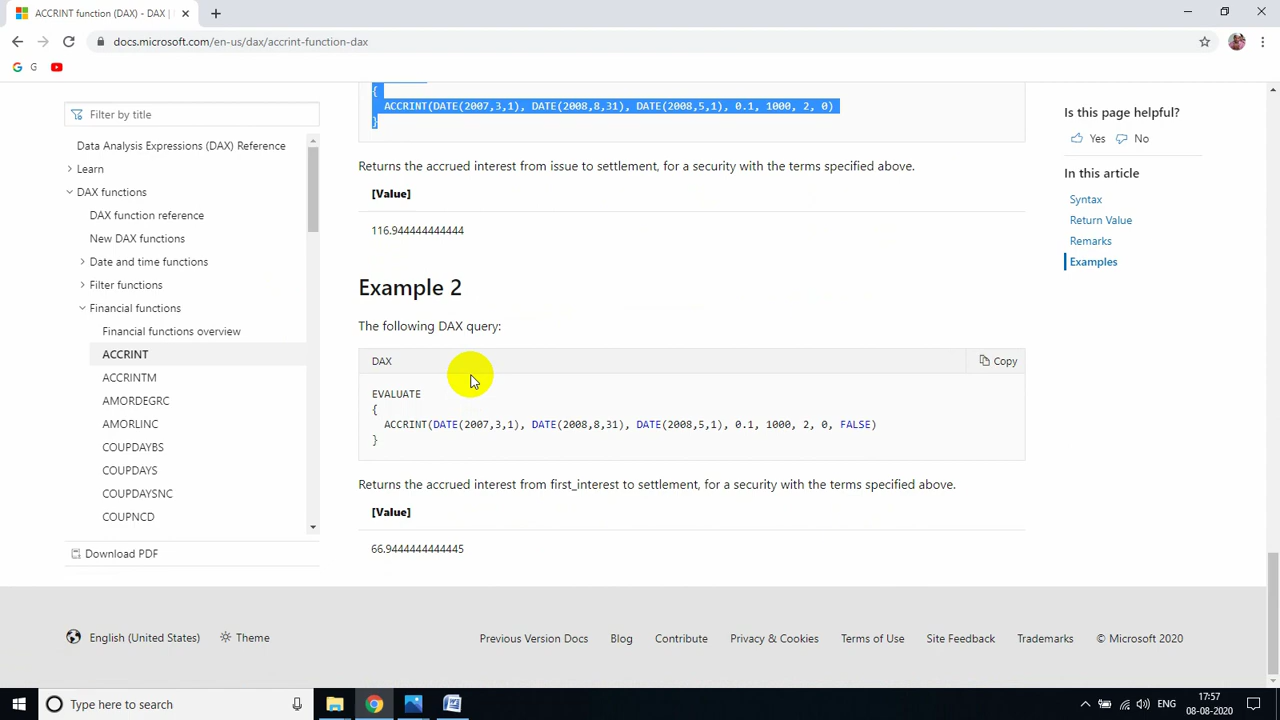 ACCRINT function (DAX) - DAX |
docs.microsoft.com/en-us/dax/accrint-function-dax
G
Filter by title
Data Analysis Expressions (DAX) Reference
Learn
DAX functions
DAX function reference
New DAX functions
Date and time functions
Filter functions
Financial functions
Financial functions overview
ACCRINT
ACCRINTM
AMORDEGRC
AMORLINC
COUPDAYBS
COUPDAYS
COUPDAYSNC
COUPNCD
Download PDF
{
ACCRINT(DATE(2007,3,1), DATE(2008,8,31), DATE(2008,5,1), 0.1, 1000, 2, 0)
}
Returns the accrued interest from issue to settlement, for a security with the terms specified above.
[Value]
116.944444444444
Example 2
The following DAX query:
DAX
Copy
EVALUATE
{
ACCRINT(DATE(2007,3,1), DATE(2008,8,31), DATE(2008,5,1), 0.1, 1000, 2, 0, FALSE)
}
Returns the accrued interest from first_interest to settlement, for a security with the terms specified above.
[Value]
66.9444444444445
Is this page helpful?
Yes No
In this article
Syntax
Return Value
Remarks
Examples
English (United States) Theme
Previous Version Docs Blog Contribute Privacy & Cookies Terms of Use Site Feedback Trademarks © Microsoft 2020
Type here to search
ENG
17:57
08-08-2020